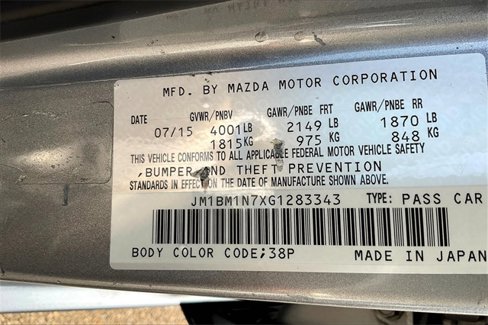 MFD. BY MAZDA MOTOR CORPORATION
DATE GVWR/PNBV GAWR/PNBE FRT GAWR/PNBE RR
07/15 4001LB 2149LB 1870LB
1815KG 975KG 848KG
THIS VEHICLE CONFORMS TO ALL APPLICABLE FEDERAL MOTOR VEHICLE SAFETY
,BUMPER AND THEFT PREVENTION
STANDARDS IN EFFECT ON THE DATE OF MANUFACTURE SHOWN ABOVE.
JM1BM1N7XG1283343 TYPE: PASS CAR
BODY COLOR CODE;38P MADE IN JAPAN